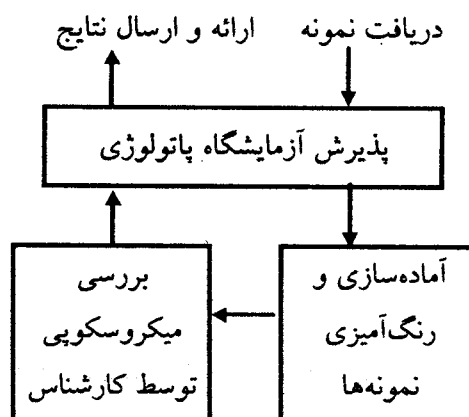 دریافت نمونه
ارائه و ارسال نتایج
پذیرش آزمایشگاه پاتولوژی
آماده‌سازی و
رنگ‌آمیزی
نمونه‌ها
بررسی
میکروسکوپی
توسط کارشناس